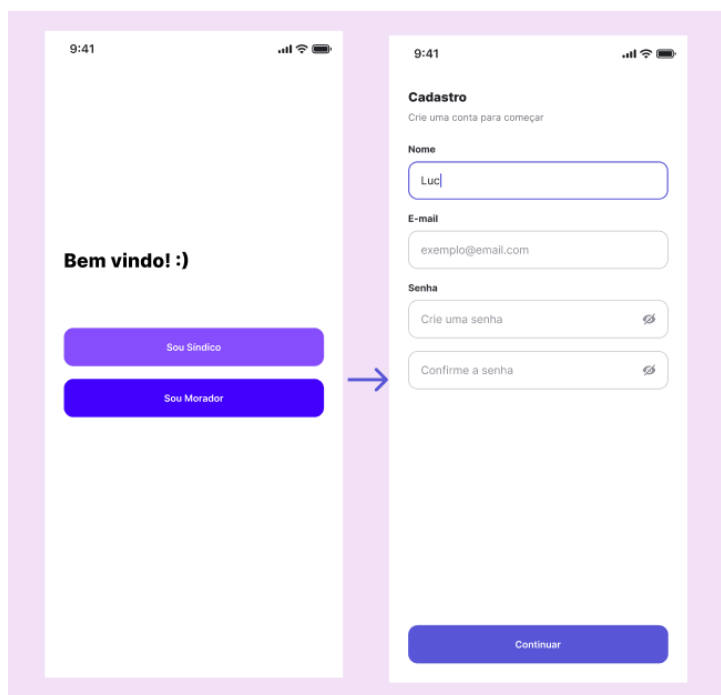 9:41
Bem vindo! :)
Sou Síndico
Sou Morador
9:41
Cadastro
Crie uma conta para começar
Nome
Luc
E-mail
exemplo@email.com
Senha
Crie uma senha
Confirme a senha
Continuar